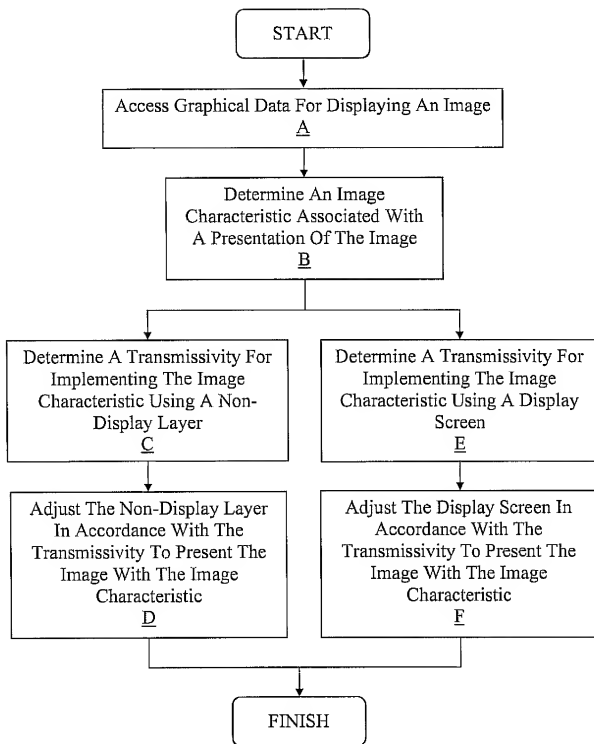 START
Access Graphical Data For Displaying An Image
A
Determine An Image
Characteristic Associated With
A Presentation Of The Image
B
Determine A Transmissivity For
Implementing The Image
Characteristic Using A Non-
Display Layer
C
Adjust The Non-Display Layer
In Accordance With The
Transmissivity To Present The
Image With The Image
Characteristic
D
Determine A Transmissivity For
Implementing The Image
Characteristic Using A Display
Screen
E
Adjust The Display Screen In
Accordance With The
Transmissivity To Present The
Image With The Image
Characteristic
F
FINISH